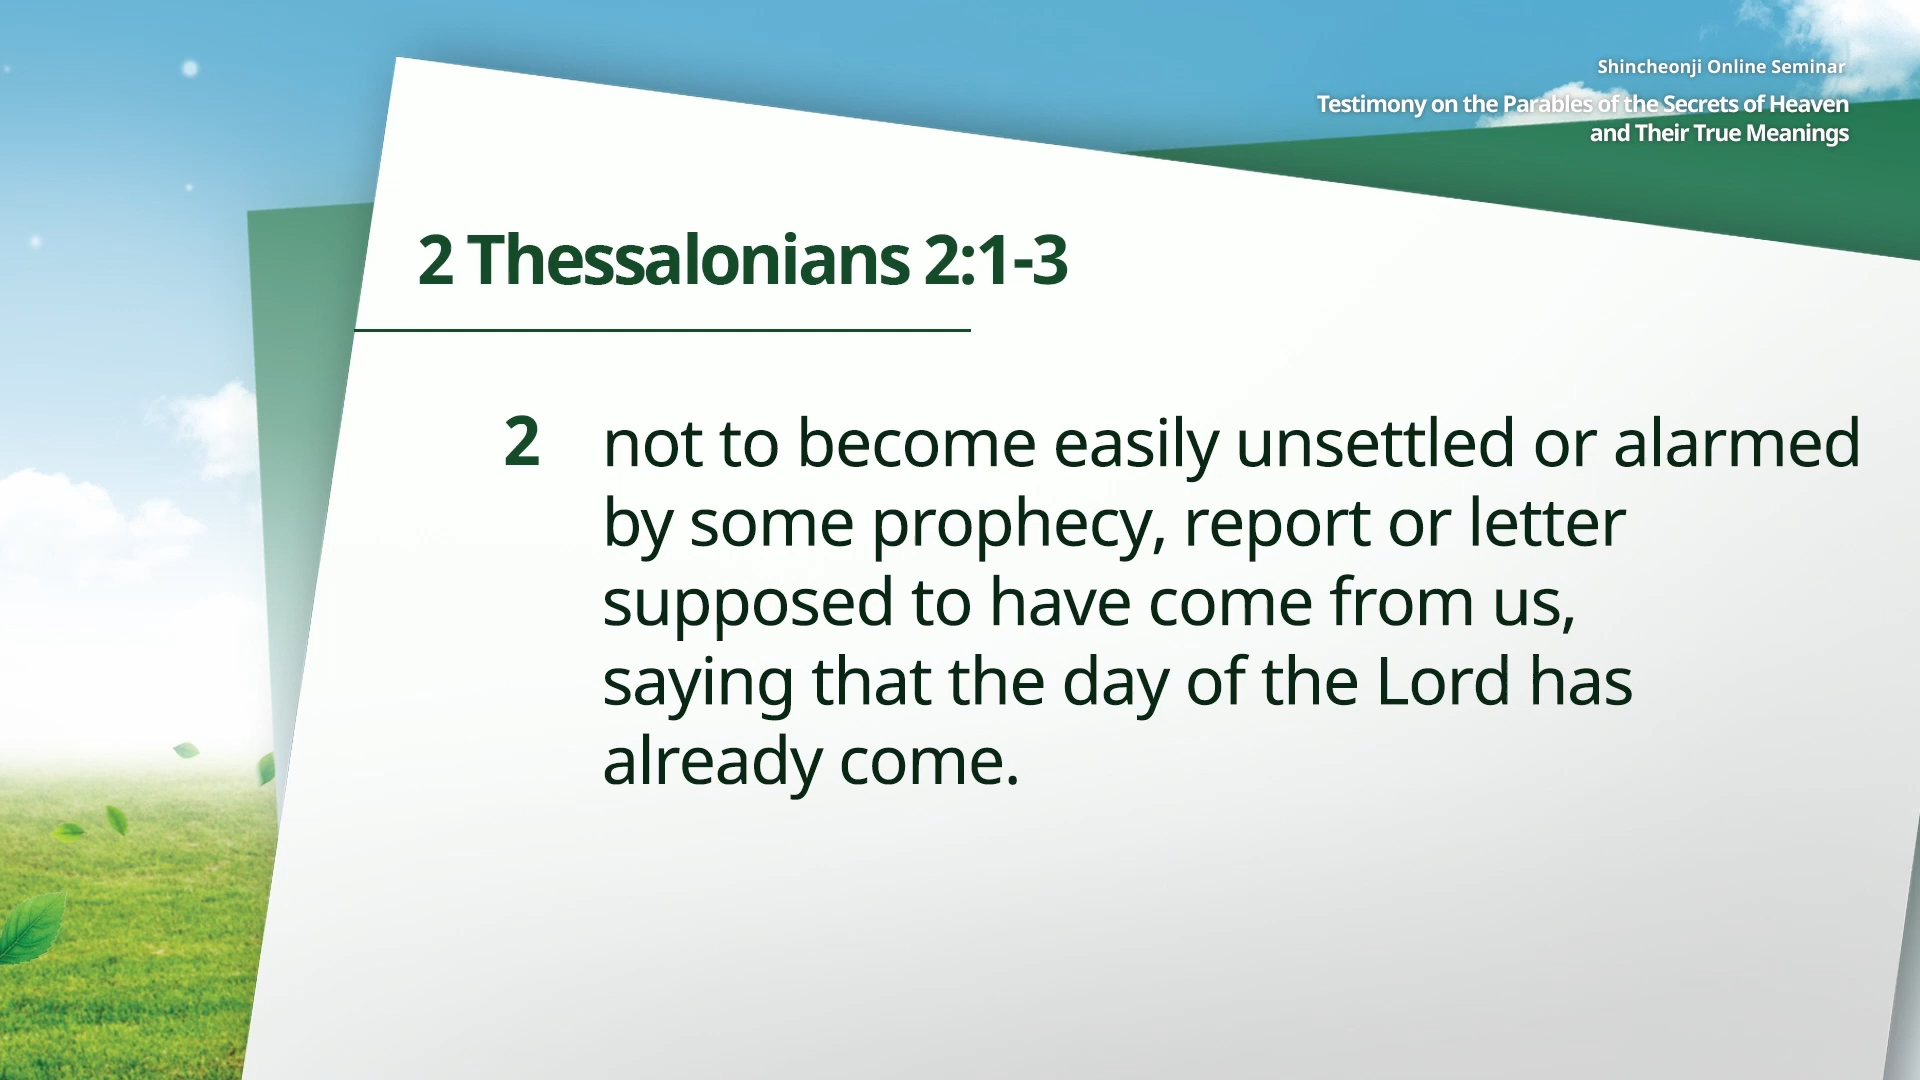 Shincheonji Online Seminar
Testimony on the Parables of the Secrets of Heaven
and Their True Meanings
2 Thessalonians 2:1-3
2 not to become easily unsettled or alarmed
by some prophecy, report or letter
supposed to have come from us,
saying that the day of the Lord has
already come.